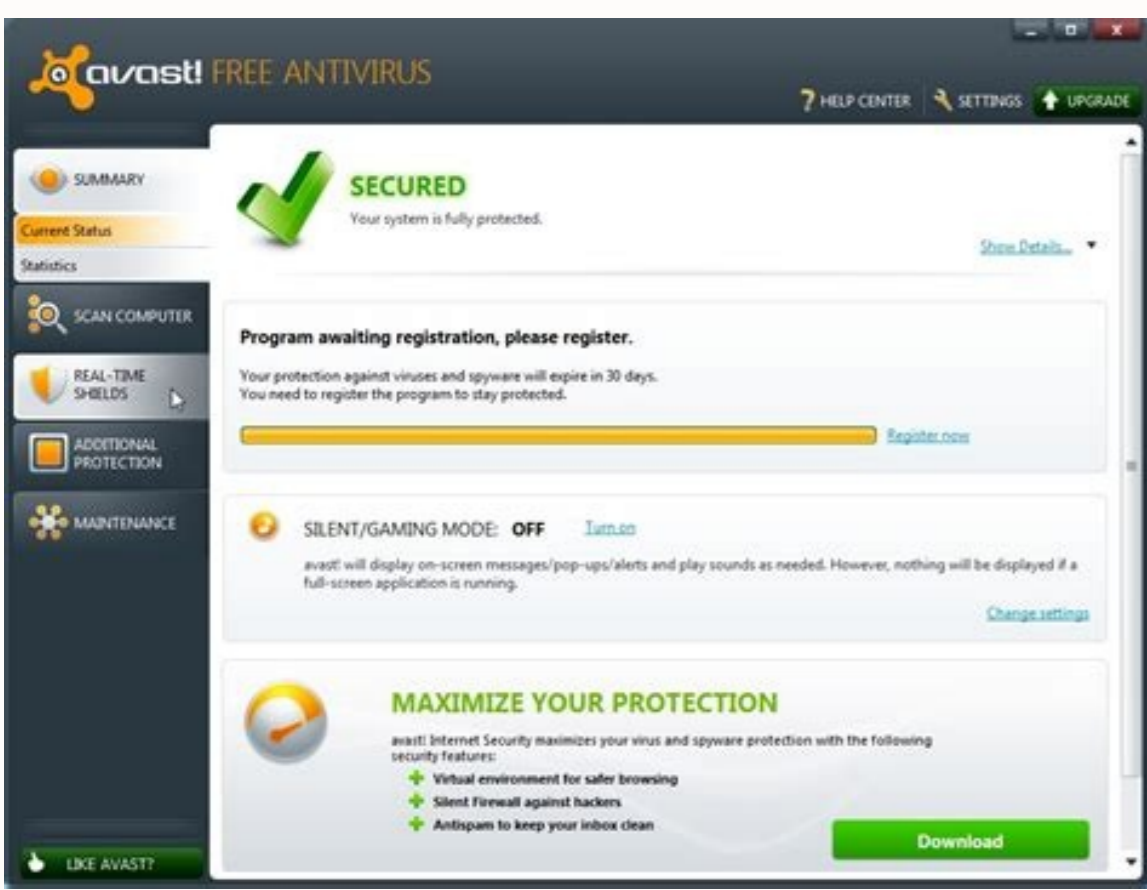 avast! FREE ANTIVIRUS
? HELP CENTER
SETTINGS
UPGRADE
SUMMARY
Current Status
Statistics
SCAN COMPUTER
REAL-TIME
SHIELDS
ADDITIONAL
PROTECTION
MAINTENANCE
LIKE AVAST?
SECURED
Your system is fully protected.
Show Details...
Program awaiting registration, please register.
Your protection against viruses and spyware will expire in 30 days.
You need to register the program to stay protected.
Register now
SILENT/GAMING MODE: OFF Turn on
avast! will display on-screen messages/pop-ups/alerts and play sounds as needed. However, nothing will be displayed if a
full-screen application is running.
Change settings
MAXIMIZE YOUR PROTECTION
avast! Internet Security maximizes your virus and spyware protection with the following
security features:
Virtual environment for safer browsing
Silent Firewall against hackers
Antispam to keep your inbox clean
Download